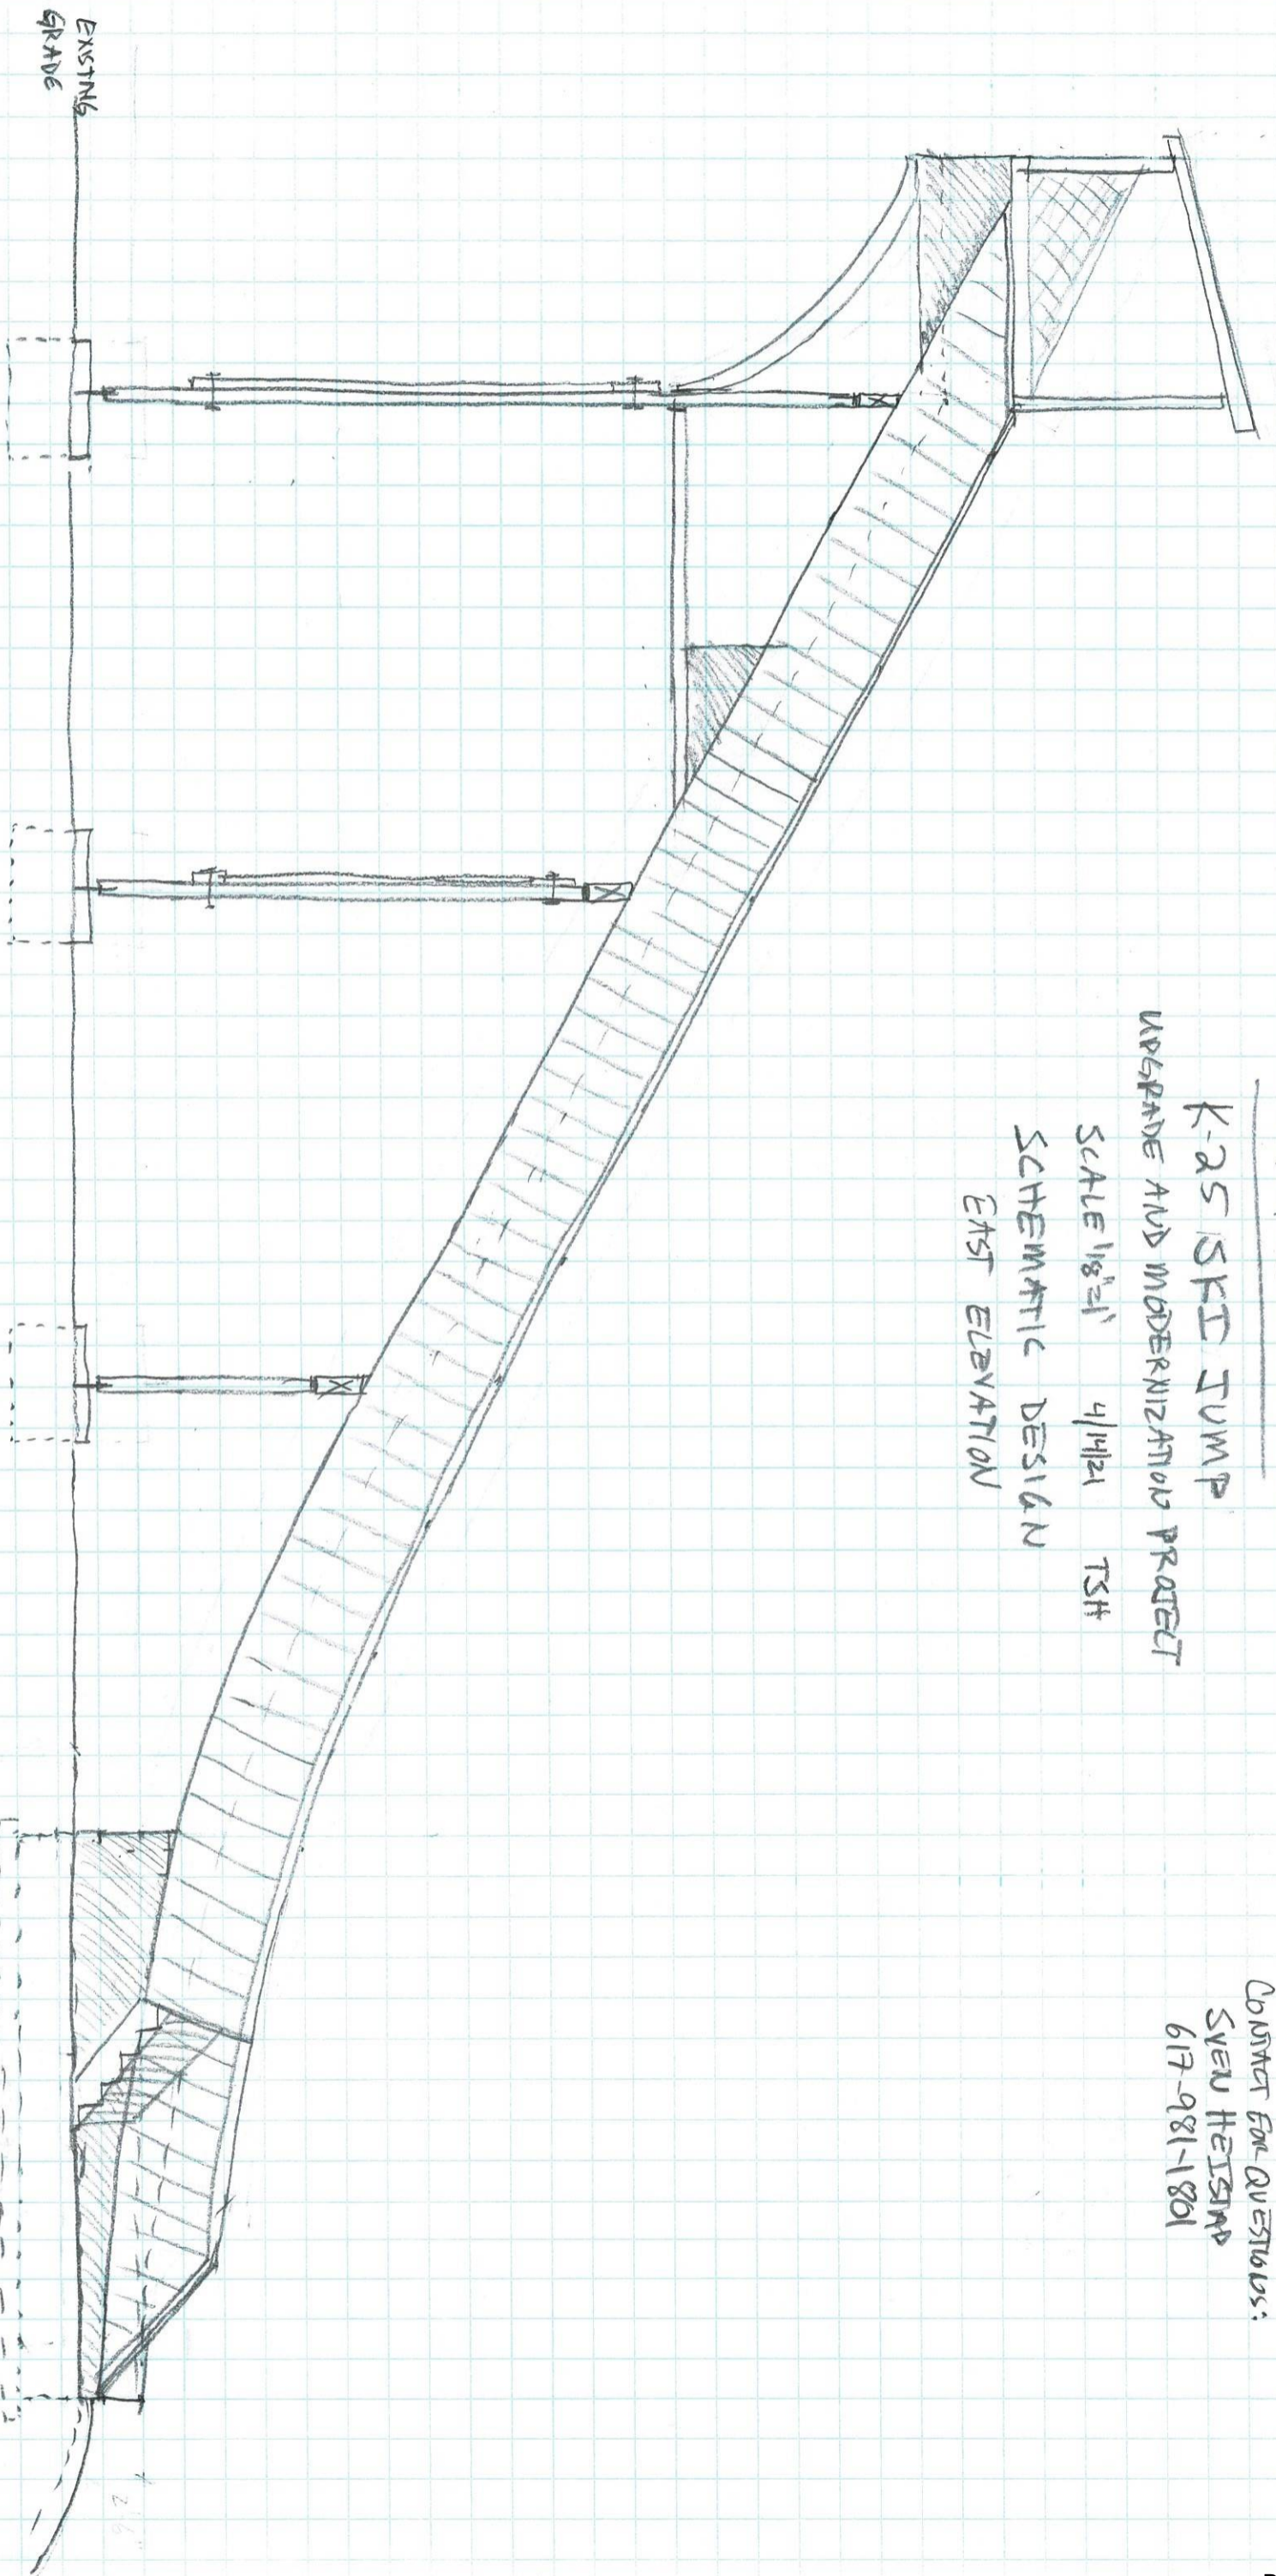 K-25 SKI JUMP
UPGRADE AND MODERNIZATION PROJECT
SCALE 1/8"=1' 4/14/21 TSH
SCHEMATIC DESIGN
EAST ELEVATION
CONTACT FOR QUESTIONS:
SVEN HEISTAD
617-981-1801
EXISTING
GRADE